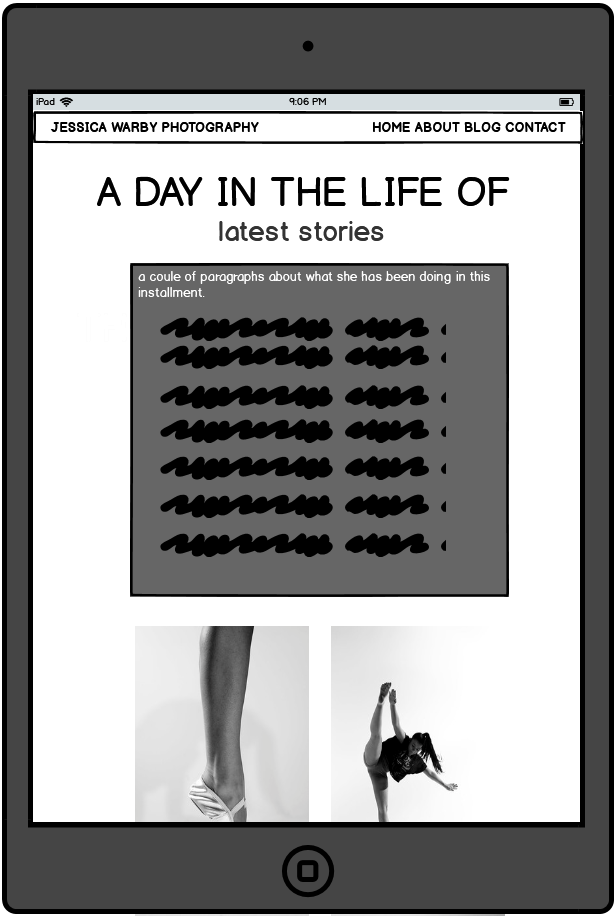 iPad 9:06 PM
JESSICA WARBY PHOTOGRAPHY HOME ABOUT BLOG CONTACT
A DAY IN THE LIFE OF
latest stories
a coule of paragraphs about what she has been doing in this
installment.